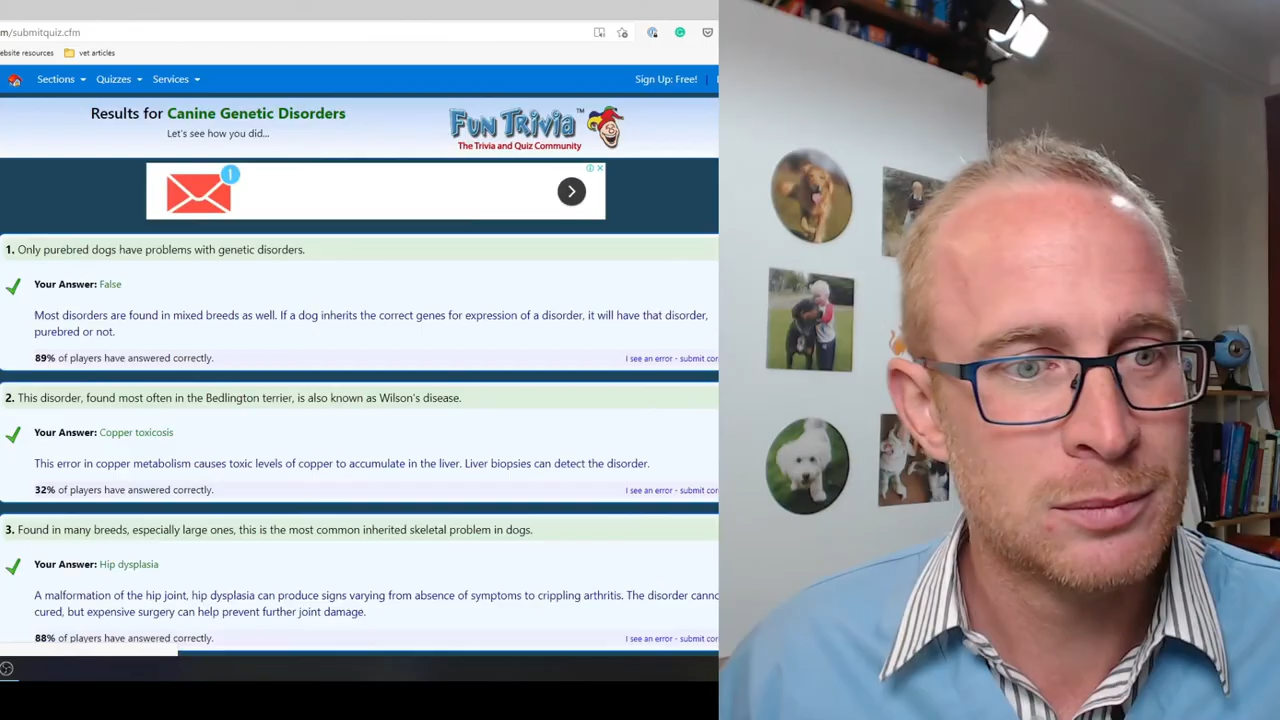 m/submitquiz.cfm
ebsite resources vet articles
Sections Quizzes Services Sign Up: Free!
Results for Canine Genetic Disorders
Let's see how you did...
Fun Trivia™
The Trivia and Quiz Community
1
1. Only purebred dogs have problems with genetic disorders.
Your Answer: False
Most disorders are found in mixed breeds as well. If a dog inherits the correct genes for expression of a disorder, it will have that disorder,
purebred or not.
89% of players have answered correctly. I see an error - submit cor
2. This disorder, found most often in the Bedlington terrier, is also known as Wilson's disease.
Your Answer: Copper toxicosis
This error in copper metabolism causes toxic levels of copper to accumulate in the liver. Liver biopsies can detect the disorder.
32% of players have answered correctly. I see an error - submit cor
3. Found in many breeds, especially large ones, this is the most common inherited skeletal problem in dogs.
Your Answer: Hip dysplasia
A malformation of the hip joint, hip dysplasia can produce signs varying from absence of symptoms to crippling arthritis. The disorder canno
cured, but expensive surgery can help prevent further joint damage.
88% of players have answered correctly. I see an error - submit cor